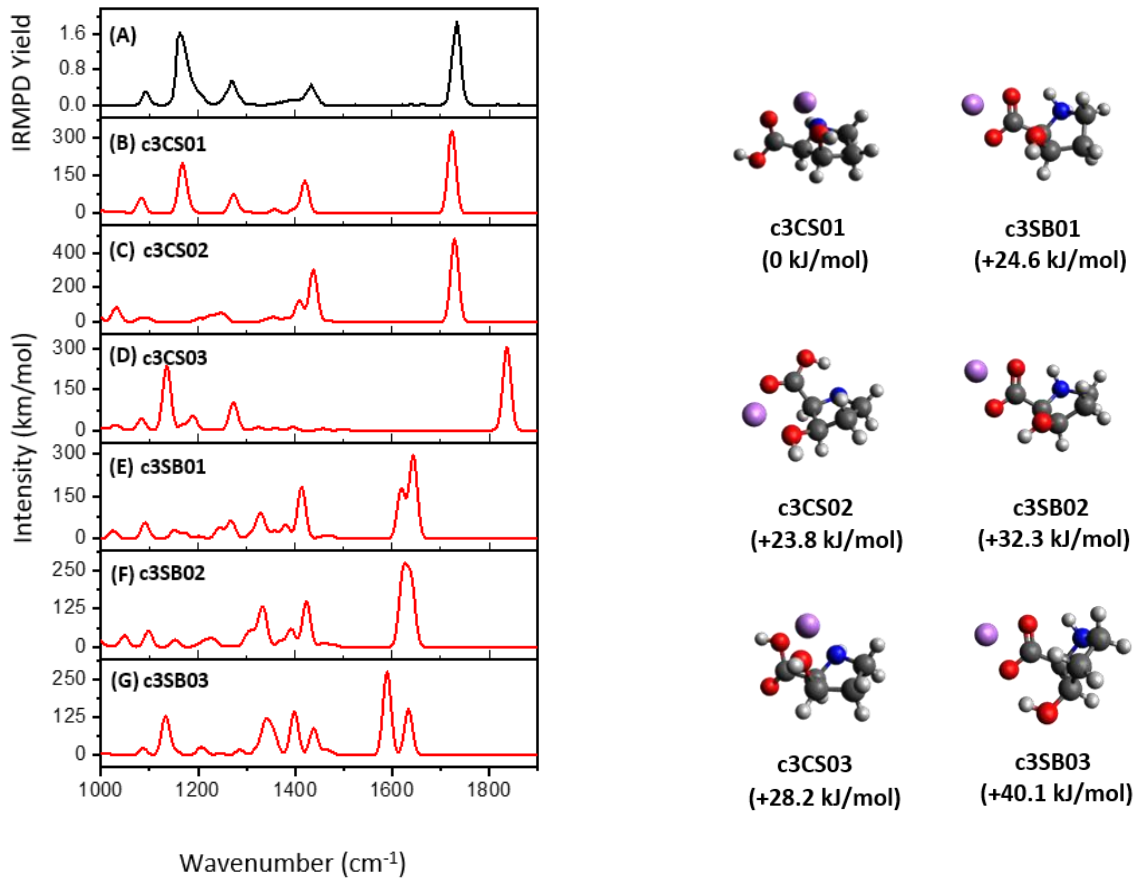 IRMPD Yield
1.6
0.8
0.0
(A)
300
150
0
(B) c3CS01
400
200
0
(C) c3CS02
300
150
0
(D) c3CS03
300
150
0
(E) c3SB01
250
125
0
(F) c3SB02
250
125
0
(G) c3SB03
Intensity (km/mol)
1000 1200 1400 1600 1800
Wavenumber (cm-1)
c3CS01 c3SB01
(0 kJ/mol) (+24.6 kJ/mol)
c3CS02 c3SB02
(+23.8 kJ/mol) (+32.3 kJ/mol)
c3CS03 c3SB03
(+28.2 kJ/mol) (+40.1 kJ/mol)